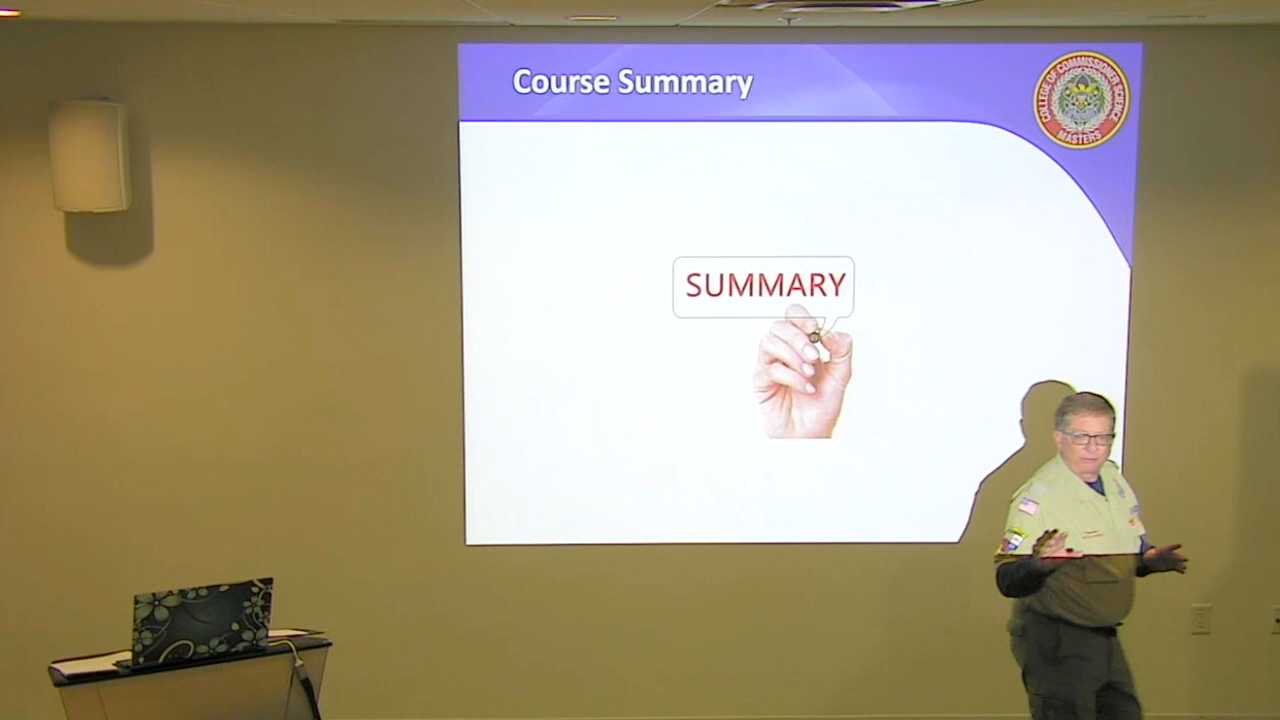 Course Summary
COLLEGE OF COMMISSIONER SCIENCE
MASTERS
SUMMARY